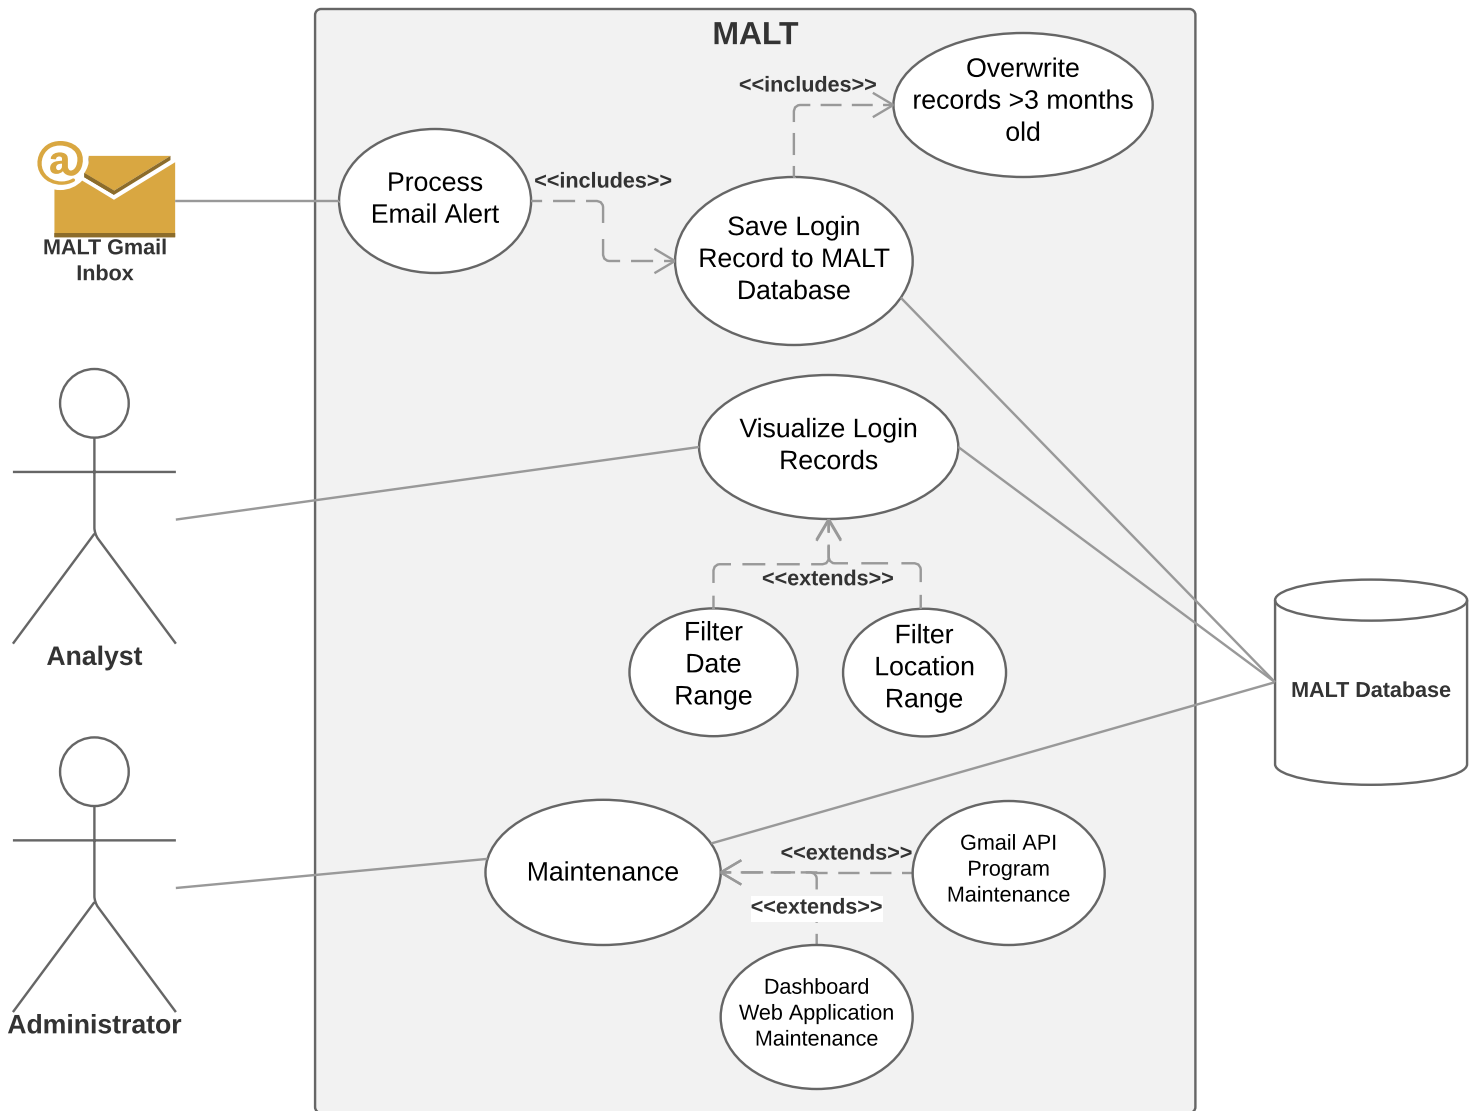 MALT
<<includes>>
Overwrite
records >3 months
old
@
MALT Gmail
Inbox
Process
Email Alert
<<includes>>
Save Login
Record to MALT
Database
Analyst
Visualize Login
Records
<<extends>>
Filter
Date
Range
Filter
Location
Range
MALT Database
Administrator
Maintenance
<<extends>>
Gmail API
Program
Maintenance
<<extends>>
Dashboard
Web Application
Maintenance